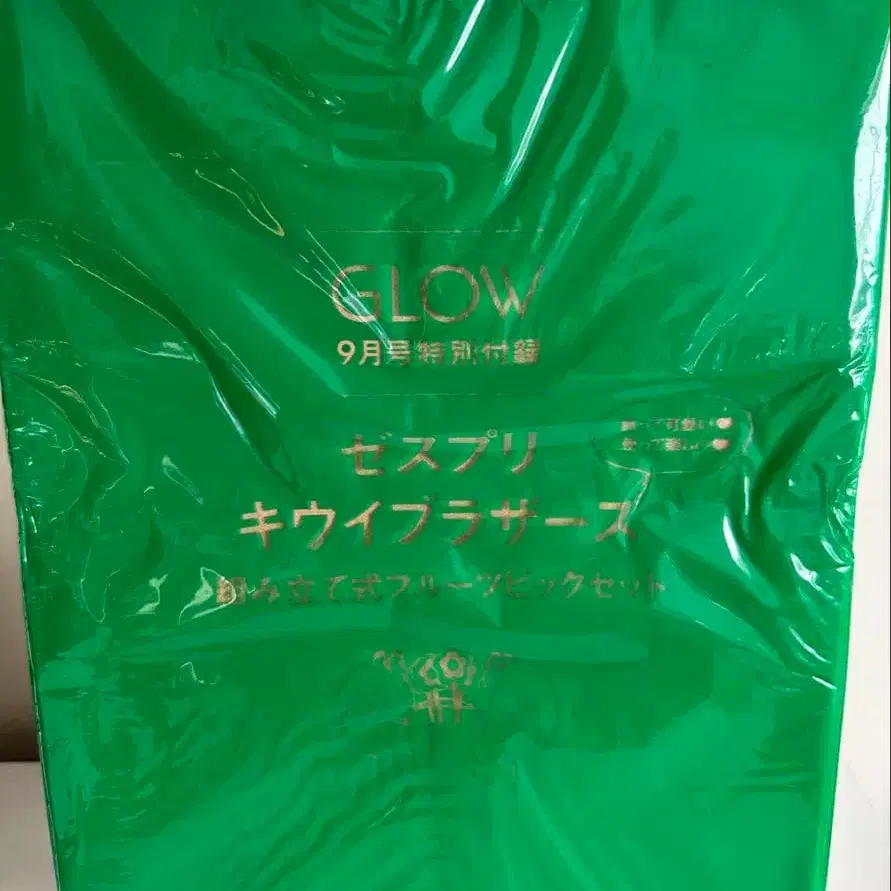 GLOW
9月号特別付録
ゼスプリ
キウイブラザーズ
組み立て式フルーツピックセット